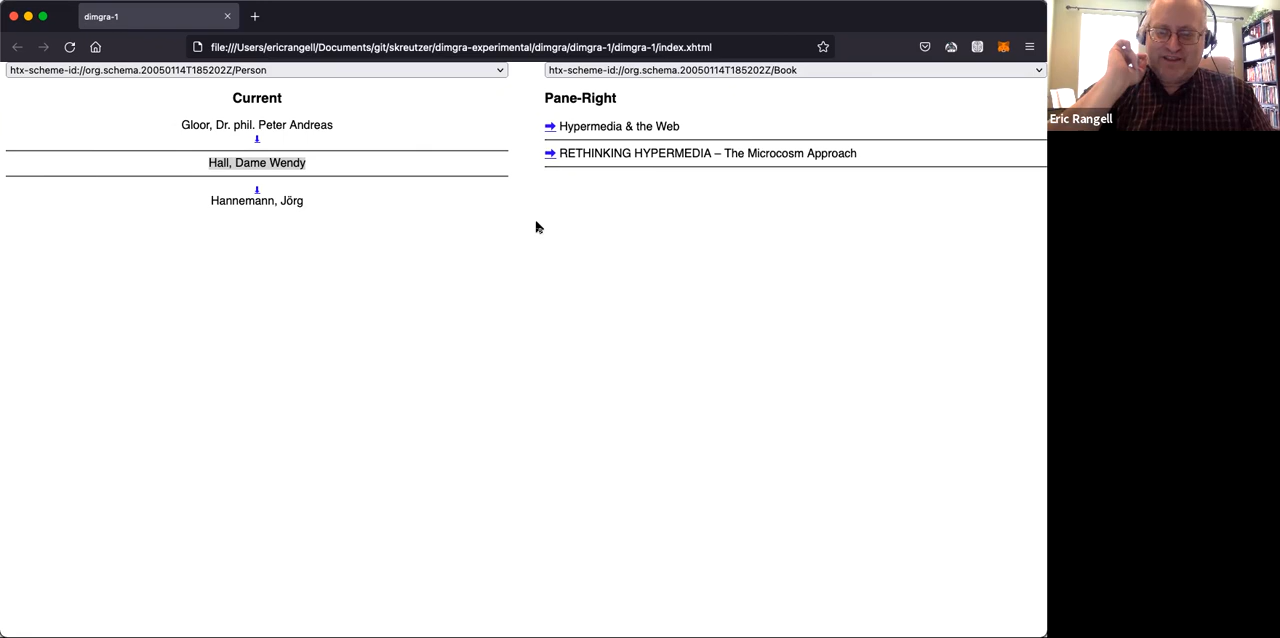 dimgra-1
file:///Users/ericrangell/Documents/git/skreutzer/dimgra-experimental/dimgra/dimgra-1/dimgra-1/index.xhtml
htx-scheme-id://org.schema.20050114T185202Z/Person
htx-scheme-id://org.schema.20050114T185202Z/Book
Current
Gloor, Dr. phil. Peter Andreas
Hall, Dame Wendy
Hannemann, Jörg
Pane-Right
Hypermedia & the Web
RETHINKING HYPERMEDIA – The Microcosm Approach
Eric Rangell